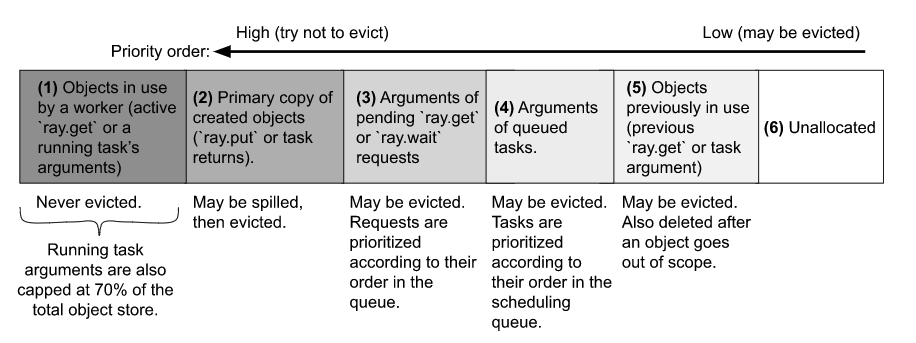 High (try not to evict)
Low (may be evicted)
Priority order:
(1) Objects in use
by a worker (active
`ray.get` or a
running task's
arguments)
(2) Primary copy of
created objects
(`ray.put` or task
returns).
(3) Arguments of
pending `ray.get`
or `ray.wait`
requests
(4) Arguments
of queued
tasks.
(5) Objects
previously in use
(previous
`ray.get` or task
argument)
(6) Unallocated
Never evicted.
Running task
arguments are also
capped at 70% of the
total object store.
May be spilled,
then evicted.
May be evicted.
Requests are
prioritized
according to their
order in the
queue.
May be evicted.
Tasks are
prioritized
according to
their order in the
scheduling
queue.
May be evicted.
Also deleted after
an object goes
out of scope.